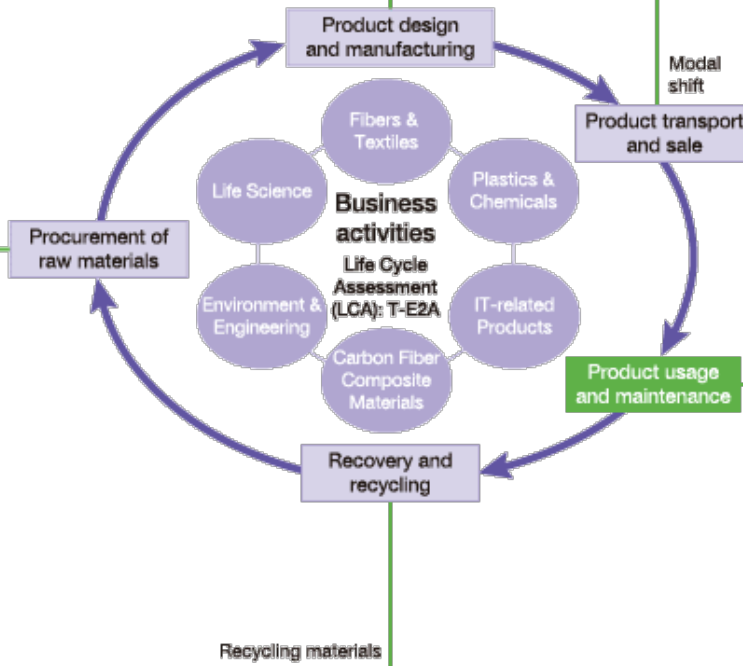 Product design
and manufacturing
Modal
shift
Product transport
and sale
Fibers &
Textiles
Life Science
Plastics &
Chemicals
Business
activities
Life Cycle
Assessment
(LCA): T-E2A
Procurement of
raw materials
Environment &
Engineering
IT-related
Products
Carbon Fiber
Composite
Materials
Product usage
and maintenance
Recovery and
recycling
Recycling materials